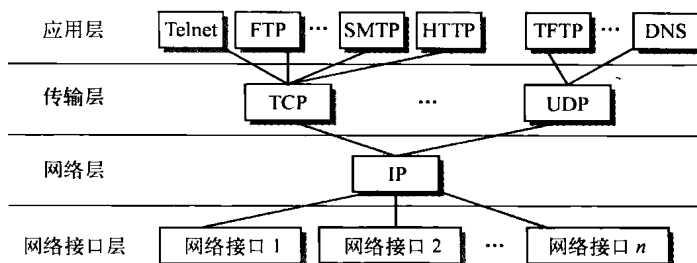 应用层 Telnet FTP … SMTP HTTP TFTP … DNS
传输层 TCP … UDP
网络层 IP
网络接口层 网络接口 1 网络接口 2 … 网络接口 n